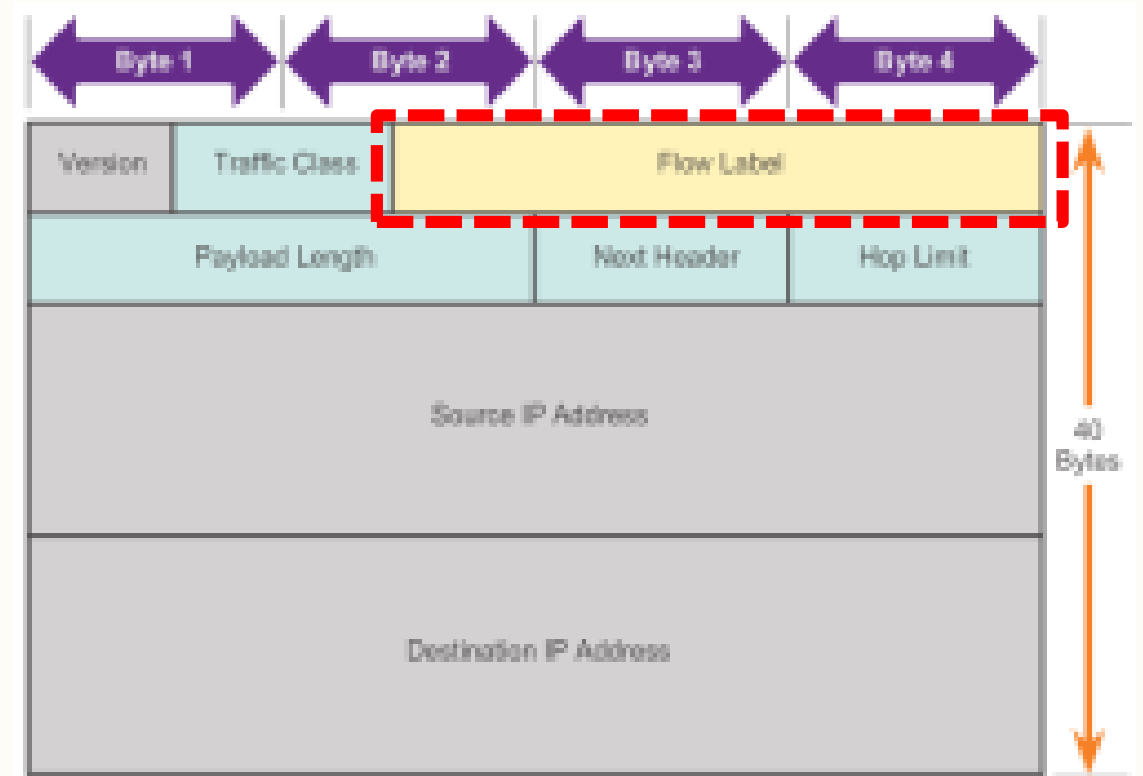 Byte 1 Byte 2 Byte 3 Byte 4
Version Traffic Class Flow Label
Payload Length Next Header Hop Limit
Source IP Address
40
Bytes
Destination IP Address